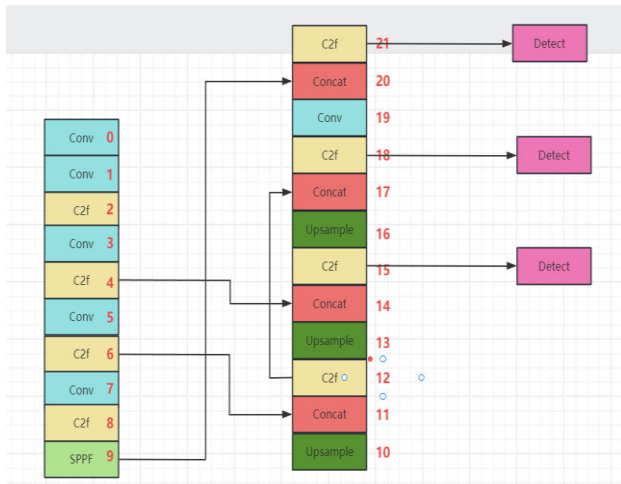 Conv 0
Conv 1
C2f 2
Conv 3
C2f 4
Conv 5
C2f 6
Conv 7
C2f 8
SPPF 9
C2f 21
Detect
Concat 20
Conv 19
C2f 18
Detect
Concat 17
Upsample 16
C2f 15
Detect
Concat 14
Upsample 13
C2f 12
Concat 11
Upsample 10